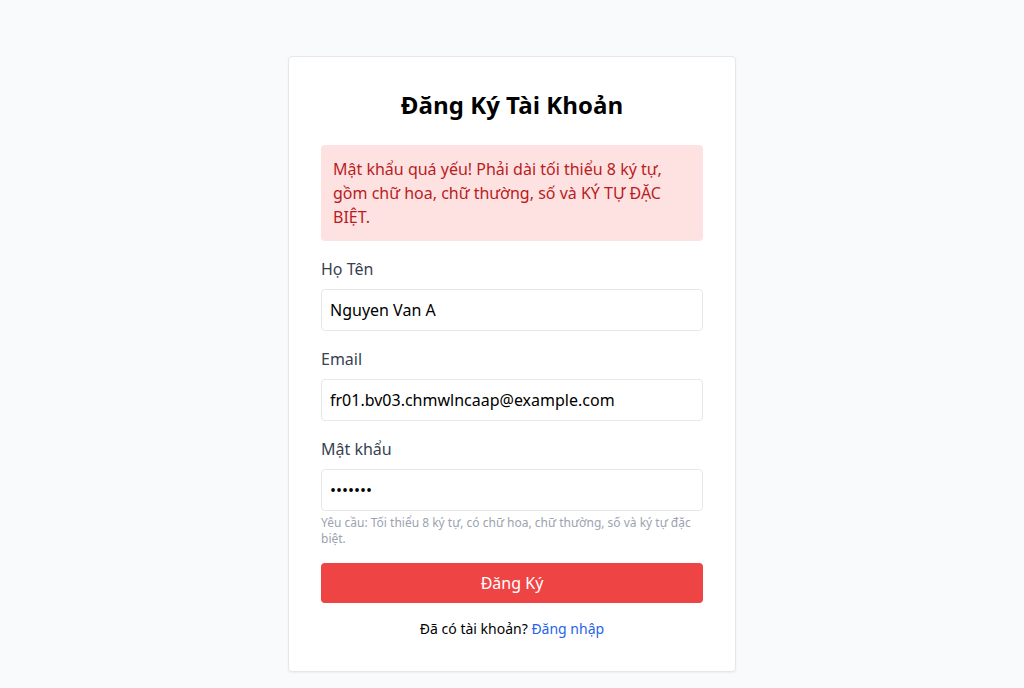 Đăng Ký Tài Khoản
Mật khẩu quá yếu! Phải dài tối thiểu 8 ký tự,
gồm chữ hoa, chữ thường, số và KÝ TỰ ĐẶC
BIỆT.
Họ Tên
Nguyen Van A
Email
fr01.bv03.chmwlncaap@example.com
Mật khẩu
•••••••
Yêu cầu: Tối thiểu 8 ký tự, có chữ hoa, chữ thường, số và ký tự đặc
biệt.
Đăng Ký
Đã có tài khoản? Đăng nhập